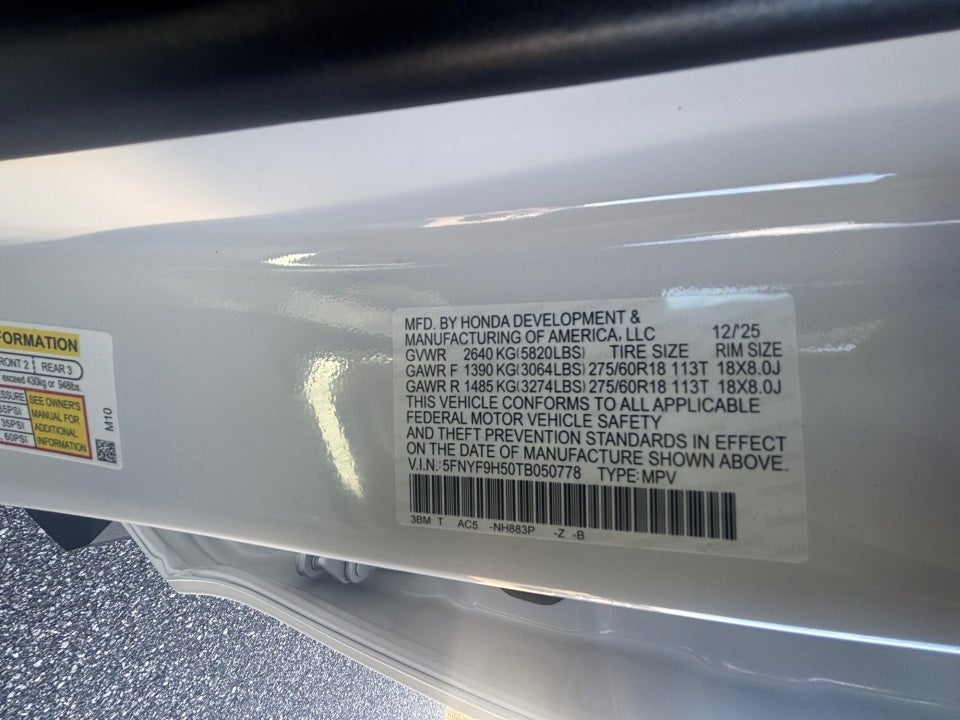 MFD. BY HONDA DEVELOPMENT &
MANUFACTURING OF AMERICA, LLC 12/'25
GVWR 2640 KG(5820LBS) TIRE SIZE RIM SIZE
GAWR F 1390 KG(3064LBS) 275/60R18 113T 18X8.0J
GAWR R 1485 KG(3274LBS) 275/60R18 113T 18X8.0J
THIS VEHICLE CONFORMS TO ALL APPLICABLE
FEDERAL MOTOR VEHICLE SAFETY
AND THEFT PREVENTION STANDARDS IN EFFECT
ON THE DATE OF MANUFACTURE SHOWN ABOVE.
V.I.N.:5FNYF9H50TB050778 TYPE:MPV
3BM T AC5 -NH883P -Z -B
FORMATION
RONT 2 REAR 3
exceed 430kg or 948lbs.
SSURE SEE OWNER'S
35PSI MANUAL FOR
35PSI ADDITIONAL
, 60PSI INFORMATION
M10